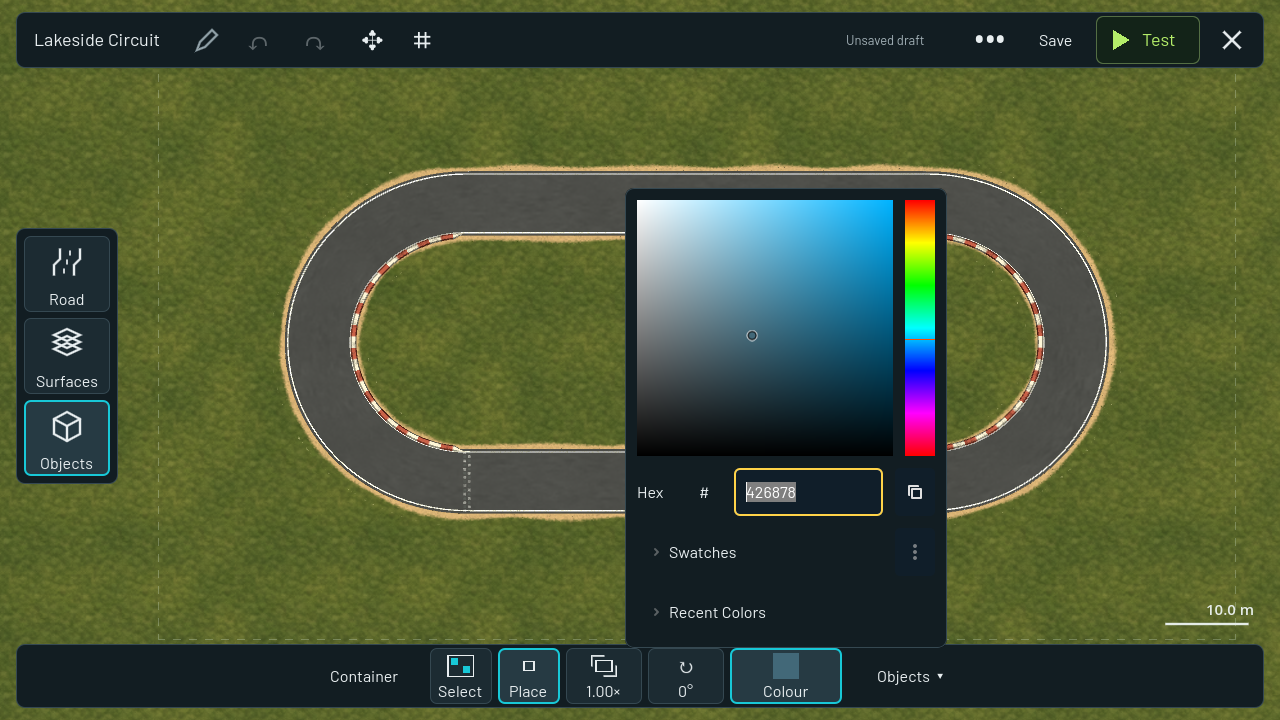 Lakeside Circuit
Unsaved draft
Save
Test
Road
Surfaces
Objects
Hex # 426878
Swatches
Recent Colors
10.0 m
Container
Select
Place
1.00×
0°
Colour
Objects